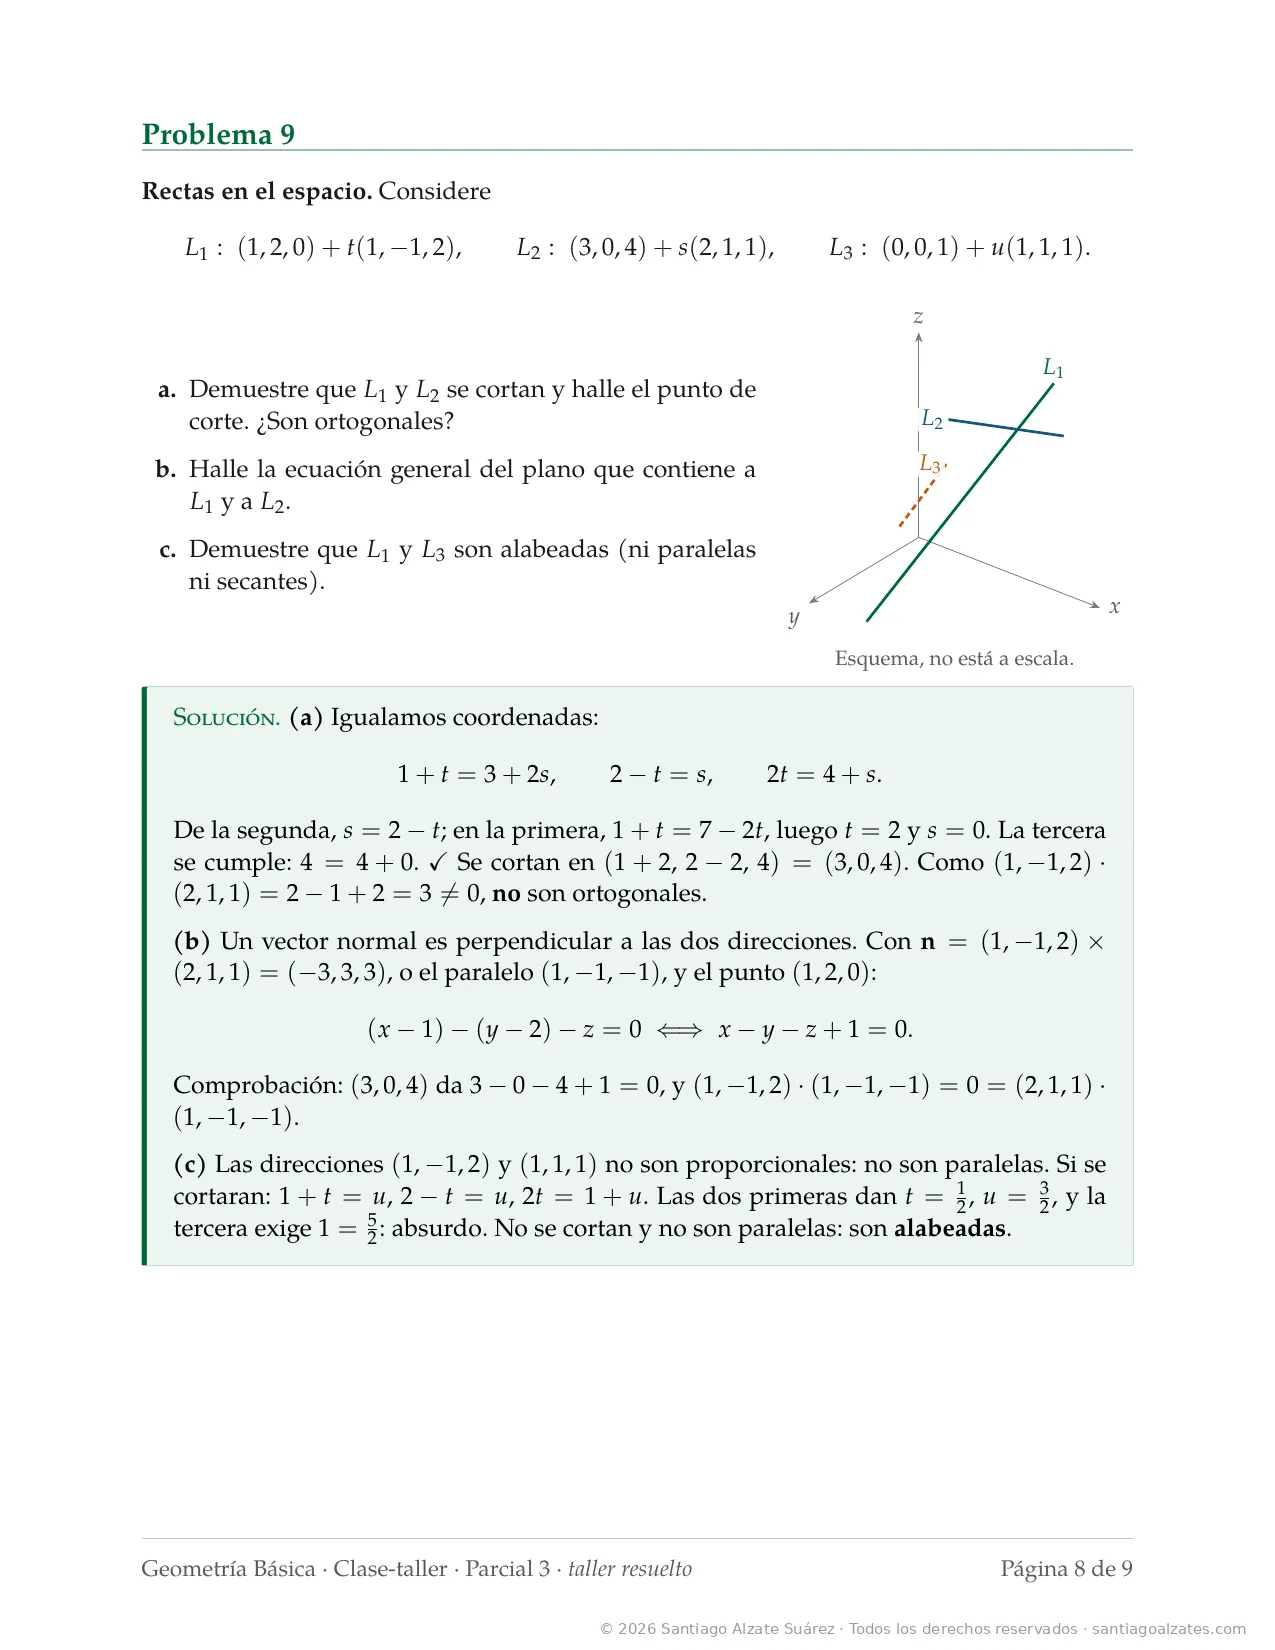 Problema 9
Rectas en el espacio. Considere
L₁ : (1, 2, 0) + t(1, −1, 2), L₂ : (3, 0, 4) + s(2, 1, 1), L₃ : (0, 0, 1) + u(1, 1, 1).
a. Demuestre que L₁ y L₂ se cortan y halle el punto de
corte. ¿Son ortogonales?
b. Halle la ecuación general del plano que contiene a
L₁ y a L₂.
c. Demuestre que L₁ y L₃ son alabeadas (ni paralelas
ni secantes).
z
L₁
L₂
L₃
y
x
Esquema, no está a escala.
Solución. (a) Igualamos coordenadas:
1 + t = 3 + 2s, 2 − t = s, 2t = 4 + s.
De la segunda, s = 2 − t; en la primera, 1 + t = 7 − 2t, luego t = 2 y s = 0. La tercera
se cumple: 4 = 4 + 0. ✓ Se cortan en (1 + 2, 2 − 2, 4) = (3, 0, 4). Como (1, −1, 2) ·
(2, 1, 1) = 2 − 1 + 2 = 3 ≠ 0, no son ortogonales.
(b) Un vector normal es perpendicular a las dos direcciones. Con n = (1, −1, 2) ×
(2, 1, 1) = (−3, 3, 3), o el paralelo (1, −1, −1), y el punto (1, 2, 0):
(x − 1) − (y − 2) − z = 0 ⟺ x − y − z + 1 = 0.
Comprobación: (3, 0, 4) da 3 − 0 − 4 + 1 = 0, y (1, −1, 2) · (1, −1, −1) = 0 = (2, 1, 1) ·
(1, −1, −1).
(c) Las direcciones (1, −1, 2) y (1, 1, 1) no son proporcionales: no son paralelas. Si se
cortaran: 1 + t = u, 2 − t = u, 2t = 1 + u. Las dos primeras dan t = 1/2, u = 3/2, y la
tercera exige 1 = 5/2: absurdo. No se cortan y no son paralelas: son alabeadas.
Geometría Básica · Clase-taller · Parcial 3 · taller resuelto Página 8 de 9
© 2026 Santiago Alzate Suárez · Todos los derechos reservados · santiagoalzates.com